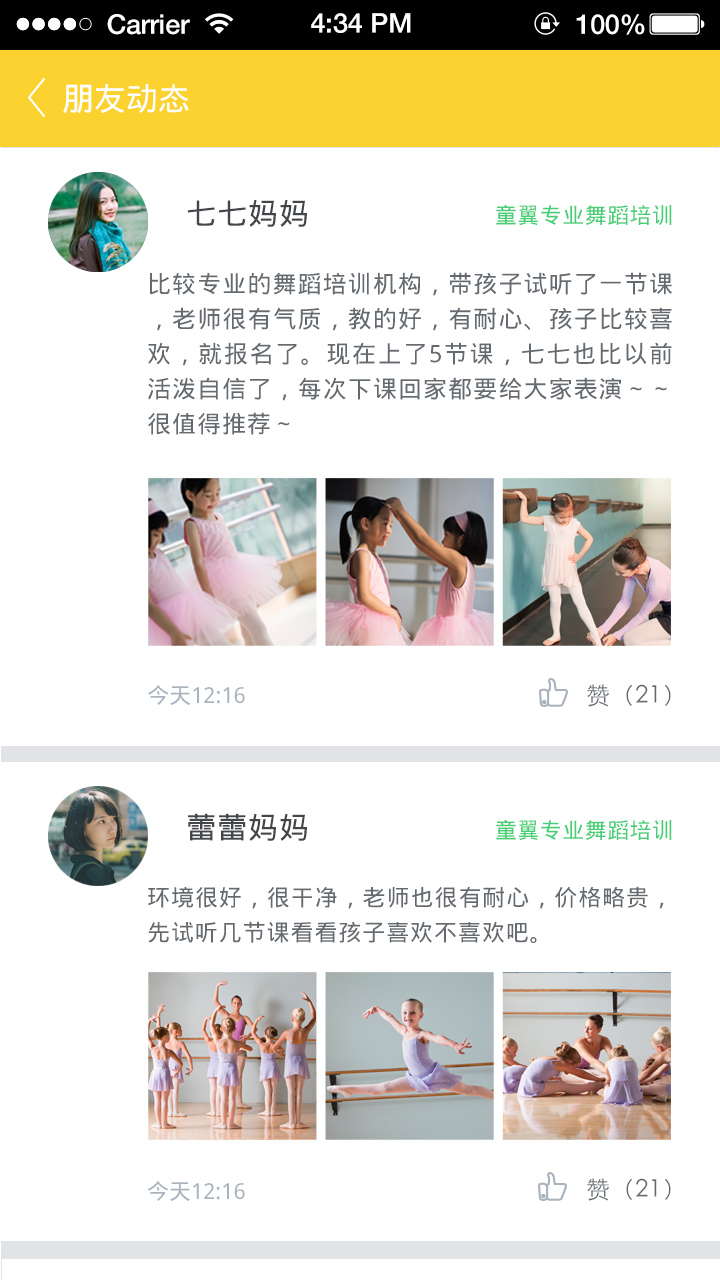 Carrier 4:34 PM 100%
朋友动态
七七妈妈 童翼专业舞蹈培训
比较专业的舞蹈培训机构，带孩子试听了一节课
，老师很有气质，教的好，有耐心、孩子比较喜
欢，就报名了。现在上了5节课，七七也比以前
活泼自信了，每次下课回家都要给大家表演～～
很值得推荐～
今天12:16 赞（21）
蕾蕾妈妈 童翼专业舞蹈培训
环境很好，很干净，老师也很有耐心，价格略贵，
先试听几节课看看孩子喜欢不喜欢吧。
今天12:16 赞（21）